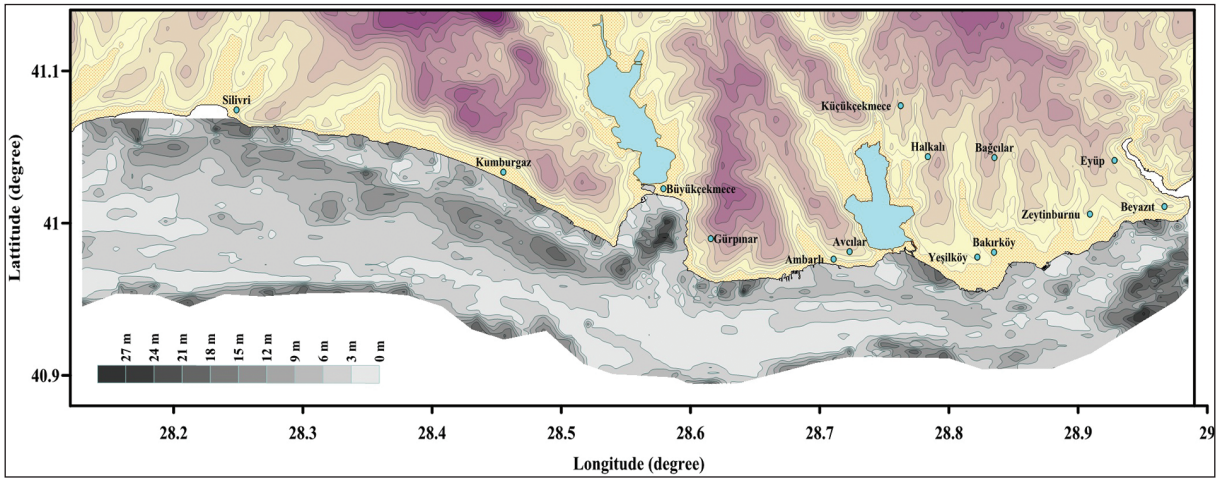 41.1
41
40.9
Lattitude (degree)
Silivri
Kumburgaz
Büyükçekmece
Gürpınar
Küçükçekmece
Halkalı
Bağcılar
Eyüp
Zeytinburnu
Beyazıt
Avcılar
Ambarlı
Yeşilköy
Bakırköy
27 m
24 m
21 m
18 m
15 m
12 m
9 m
6 m
3 m
0 m
28.2
28.3
28.4
28.5
28.6
28.7
28.8
28.9
29
Longitude (degree)